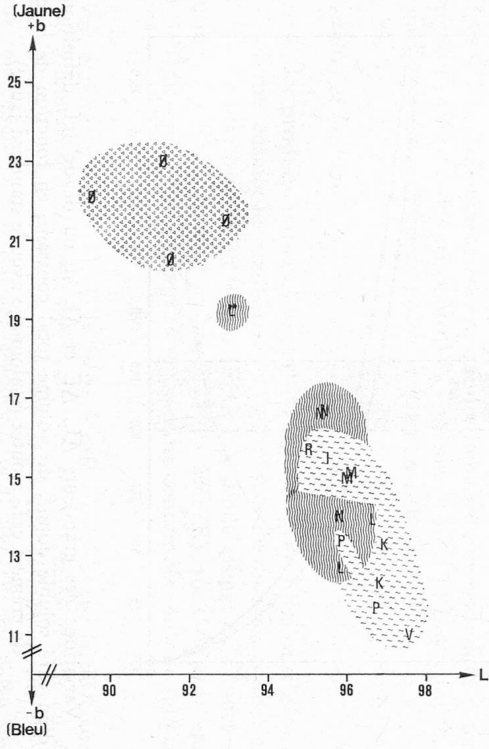 (Jaune)
+b
25
23
21
19
17
15
13
11
Ø
Ø
Ø
Ø
L
N N
R
M M
N
L
P
K
L
K
P
V
L
90
92
94
96
98
-b
(Bleu)